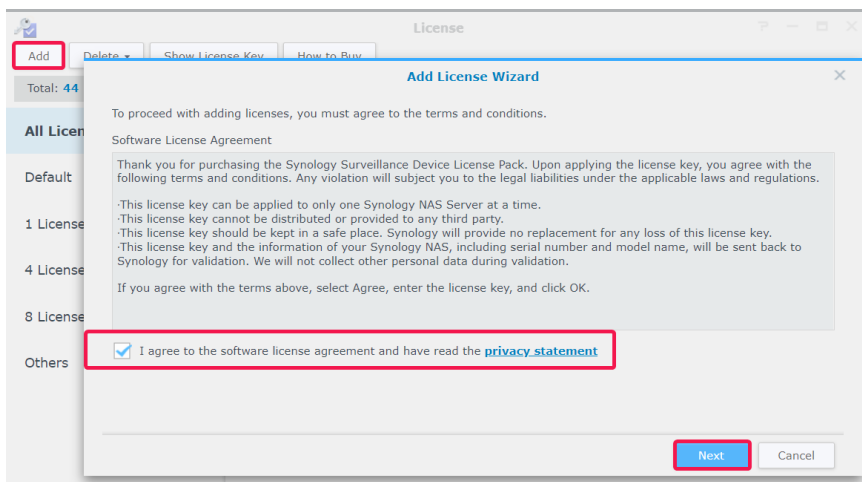 License
Add Delete Show License Key How to Buy
Total: 44
Add License Wizard
To proceed with adding licenses, you must agree to the terms and conditions.
Software License Agreement
Thank you for purchasing the Synology Surveillance Device License Pack. Upon applying the license key, you agree with the
following terms and conditions. Any violation will subject you to the legal liabilities under the applicable laws and regulations.
·This license key can be applied to only one Synology NAS Server at a time.
·This license key cannot be distributed or provided to any third party.
·This license key should be kept in a safe place. Synology will provide no replacement for any loss of this license key.
·This license key and the information of your Synology NAS, including serial number and model name, will be sent back to
Synology for validation. We will not collect other personal data during validation.
If you agree with the terms above, select Agree, enter the license key, and click OK.
I agree to the software license agreement and have read the privacy statement
Next Cancel
All Licen
Default
1 License
4 License
8 License
Others